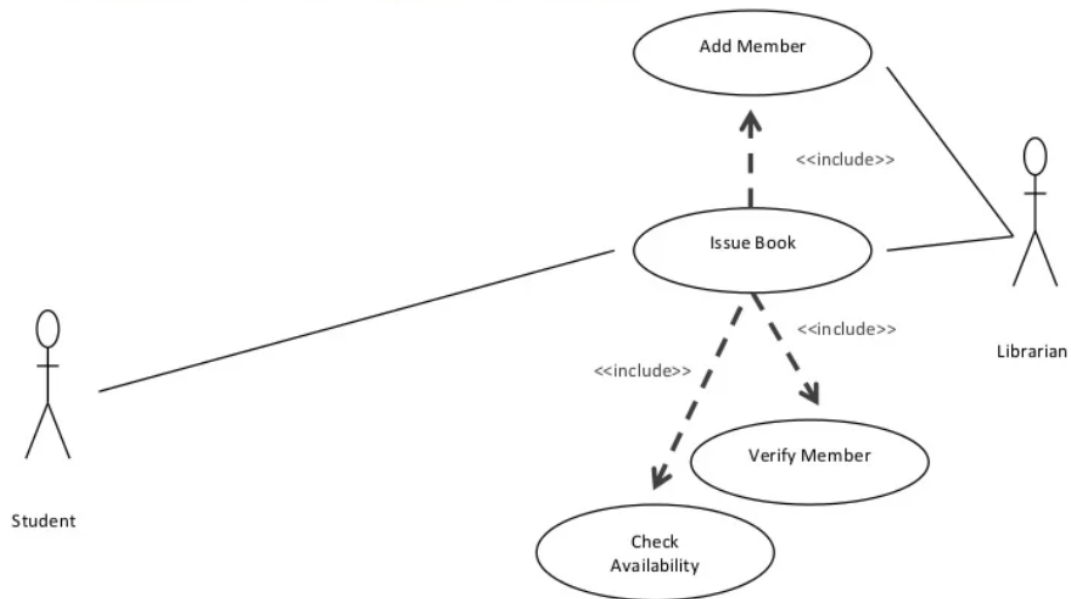 Add Member
<<include>>
Issue Book
<<include>>
Librarian
<<include>>
Verify Member
Student
Check
Availability